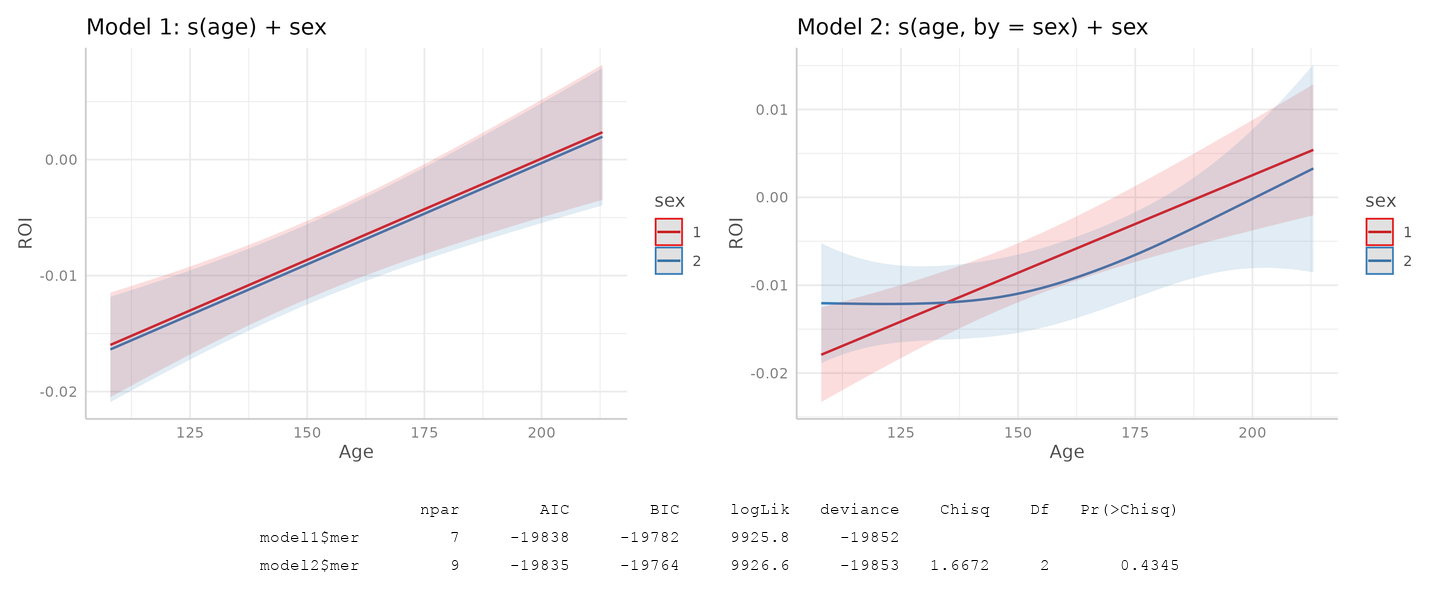 Model 1: s(age) + sex
0.00
-0.01
-0.02
ROI
125 150 175 200
Age
sex
1
2
Model 2: s(age, by = sex) + sex
0.01
0.00
-0.01
-0.02
ROI
125 150 175 200
Age
sex
1
2
npar AIC BIC logLik deviance Chisq Df Pr(>Chisq)
model1$mer 7 -19838 -19782 9925.8 -19852
model2$mer 9 -19835 -19764 9926.6 -19853 1.6672 2 0.4345